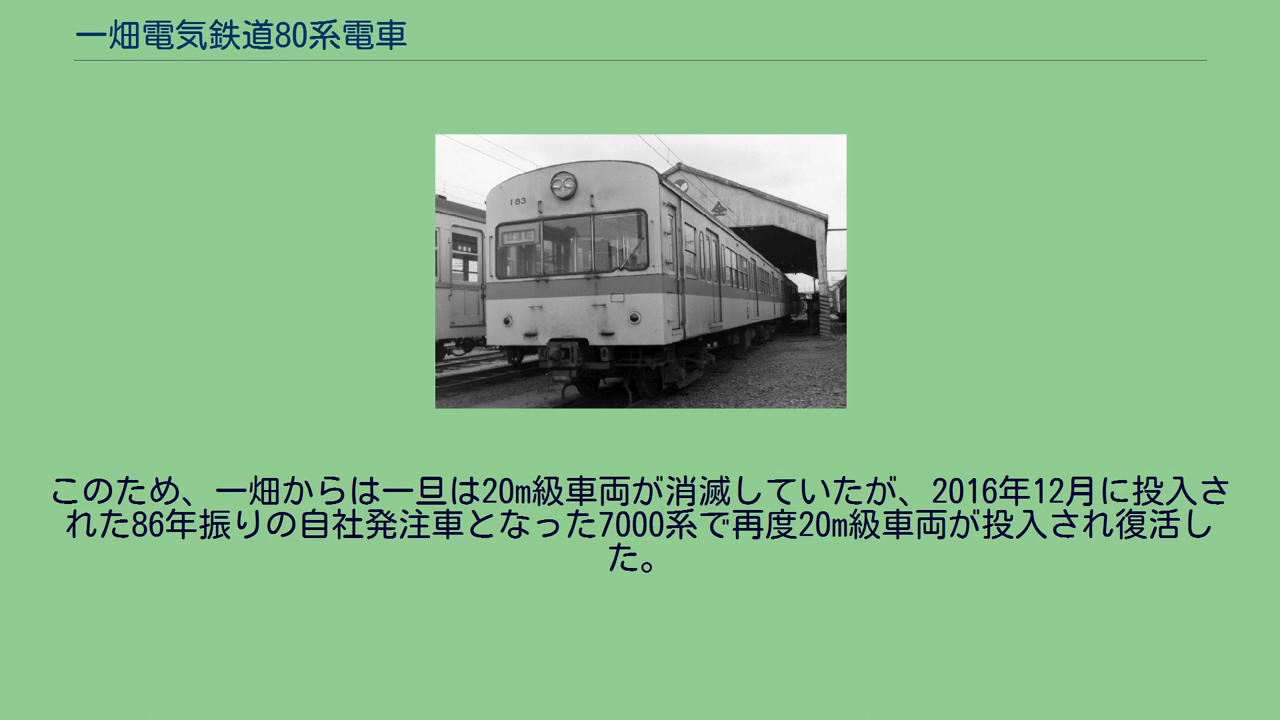 一畑電気鉄道80系電車
183
このため、一畑からは一旦は20m級車両が消滅していたが、2016年12月に投入さ
れた86年振りの自社発注車となった7000系で再度20m級車両が投入され復活し
た。